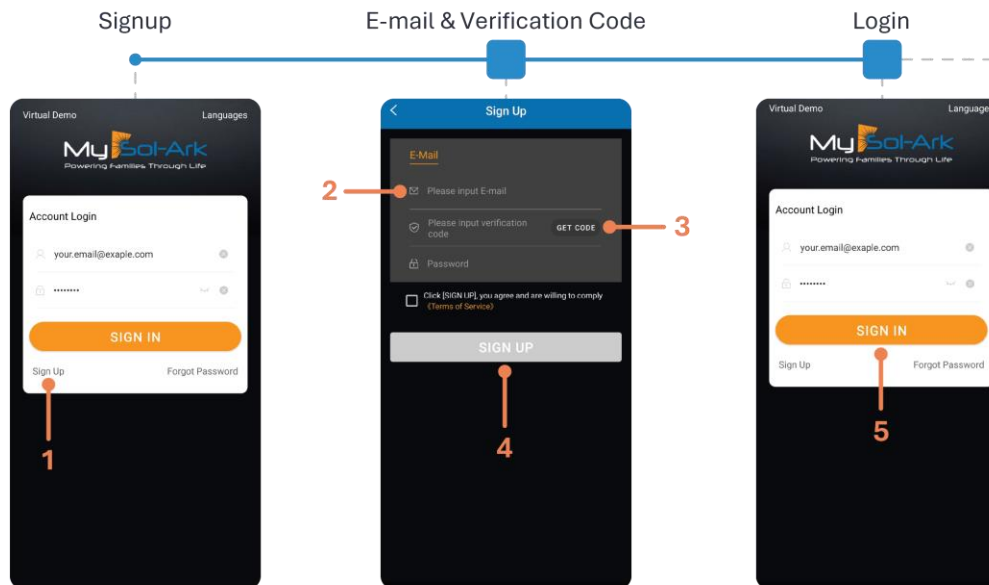 Signup
E-mail & Verification Code
Login
Virtual Demo
Languages
My Sol-Ark
Powering Families Through Life
Account Login
your.email@exaple.com
••••••••
SIGN IN
Sign Up
Forgot Password
1
Sign Up
E-Mail
2
Please input E-mail
Please input verification
code
GET CODE
3
Password
Click [SIGN UP], you agree and are willing to comply
《Terms of Service》
SIGN UP
4
Virtual Demo
Language
My Sol-Ark
Powering Families Through Life
Account Login
your.email@exaple.com
••••••••
SIGN IN
Sign Up
Forgot Password
5